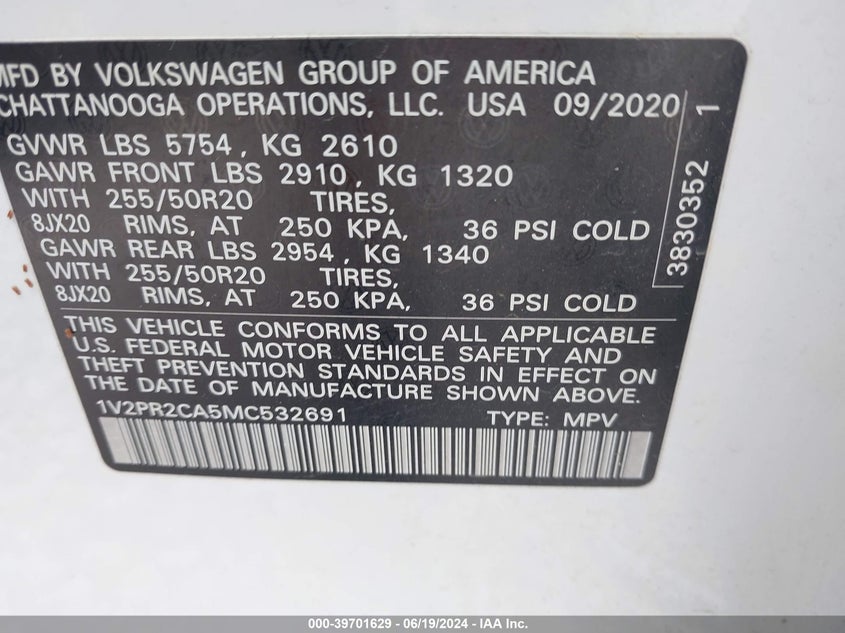 MFD BY VOLKSWAGEN GROUP OF AMERICA
CHATTANOOGA OPERATIONS, LLC. USA 09/2020
GVWR LBS 5754, KG 2610
GAWR FRONT LBS 2910, KG 1320
WITH 255/50R20 TIRES,
8JX20 RIMS, AT 250 KPA, 36 PSI COLD
GAWR REAR LBS 2954, KG 1340
WITH 255/50R20 TIRES,
8JX20 RIMS, AT 250 KPA, 36 PSI COLD
THIS VEHICLE CONFORMS TO ALL APPLICABLE
U.S. FEDERAL MOTOR VEHICLE SAFETY AND
THEFT PREVENTION STANDARDS IN EFFECT ON
THE DATE OF MANUFACTURE SHOWN ABOVE.
1V2PR2CA5MC532691 TYPE: MPV
3830352 1
000-39701629 - 06/19/2024 - IAA Inc.